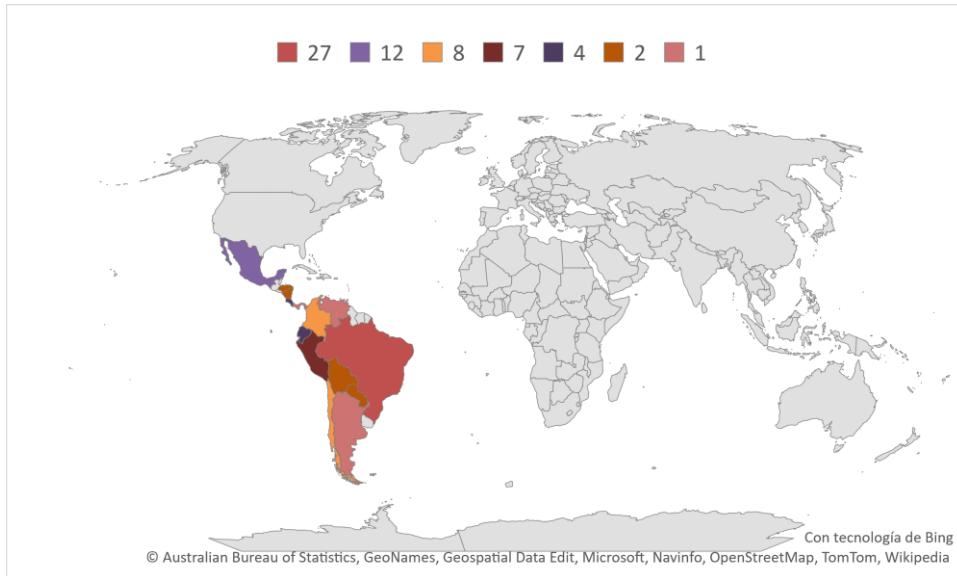 27 12 8 7 4 2 1
Con tecnología de Bing
© Australian Bureau of Statistics, GeoNames, Geospatial Data Edit, Microsoft, Navinfo, OpenStreetMap, TomTom, Wikipedia